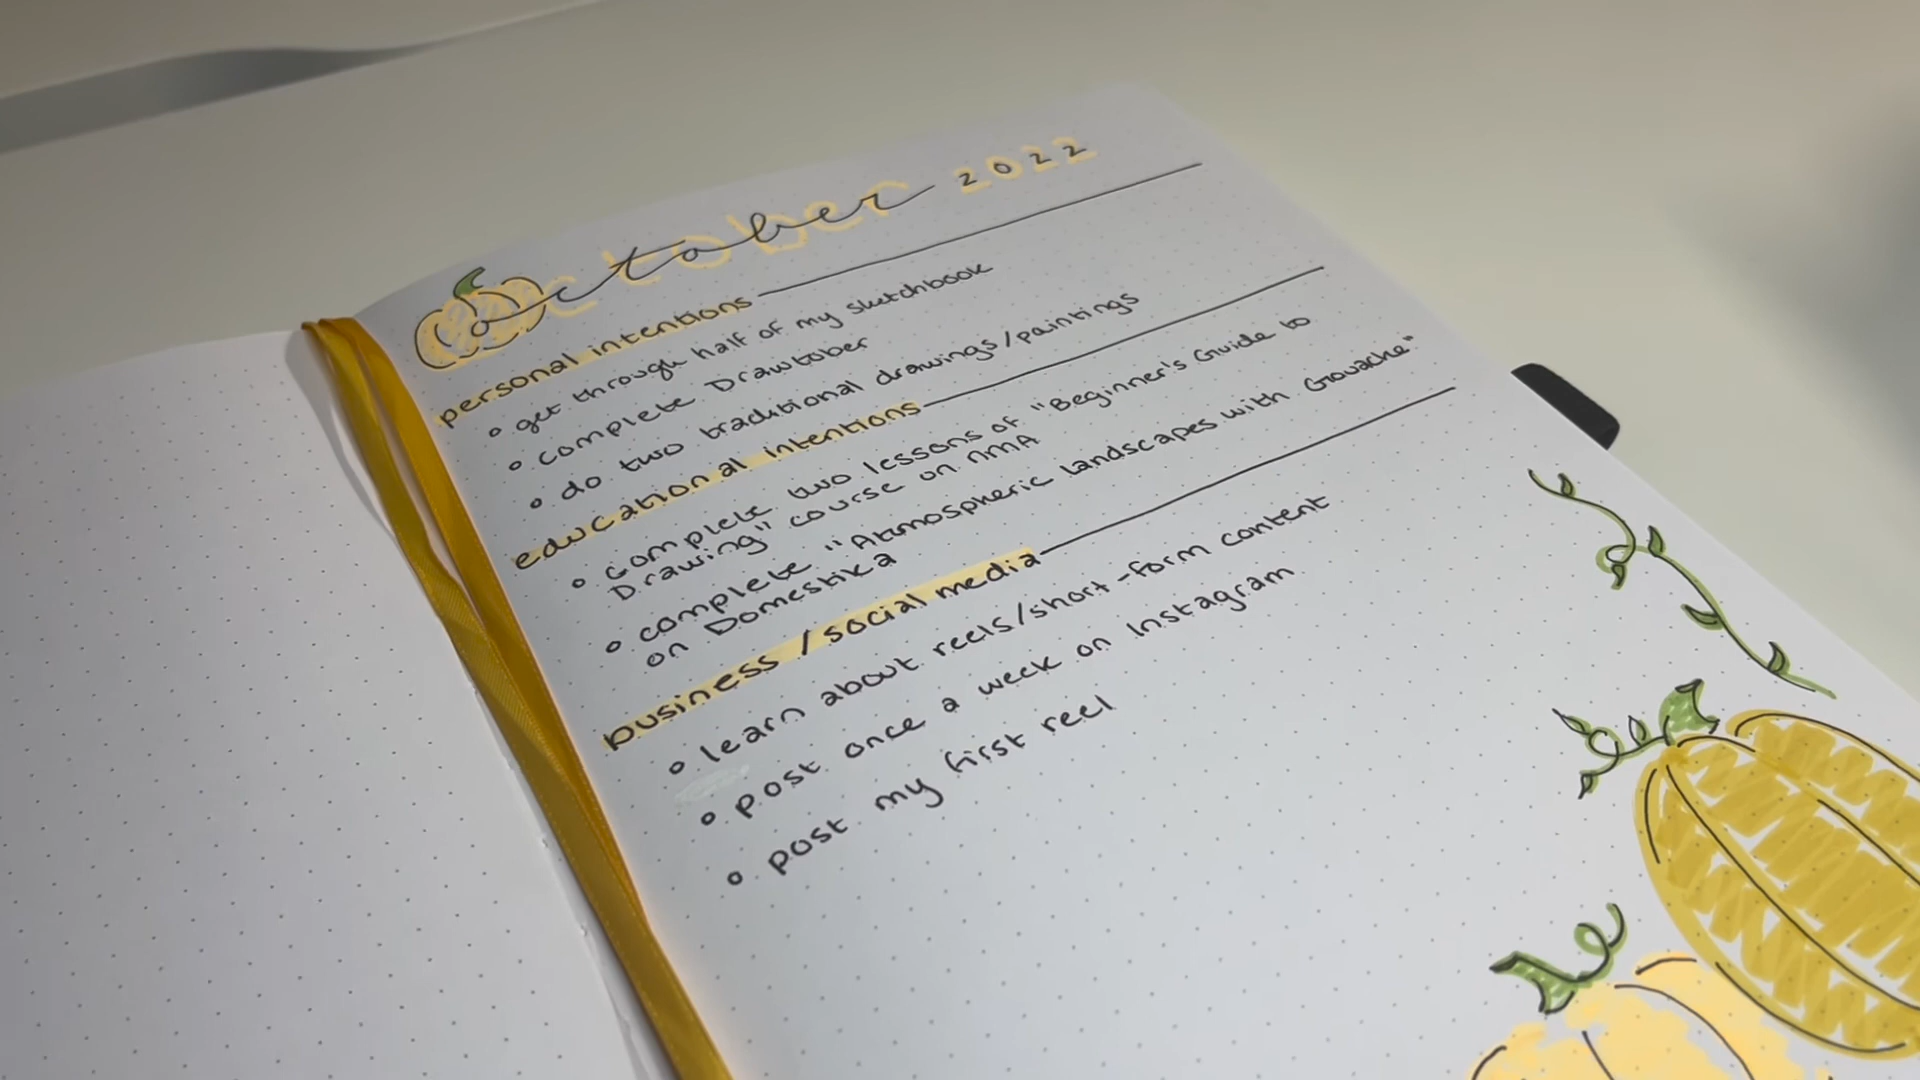 October 2022
personal intentions
° get through half of my sketchbook
° complete Drawtober
° do two traditional drawings/paintings
educational intentions
° complete two lessons of "Beginner's Guide to
Drawing" course on NMA
° complete "Atmospheric landscapes with Gouache"
on Domestika
business / social media
° learn about reels/short-form content
° post once a week on Instagram
° post my first reel